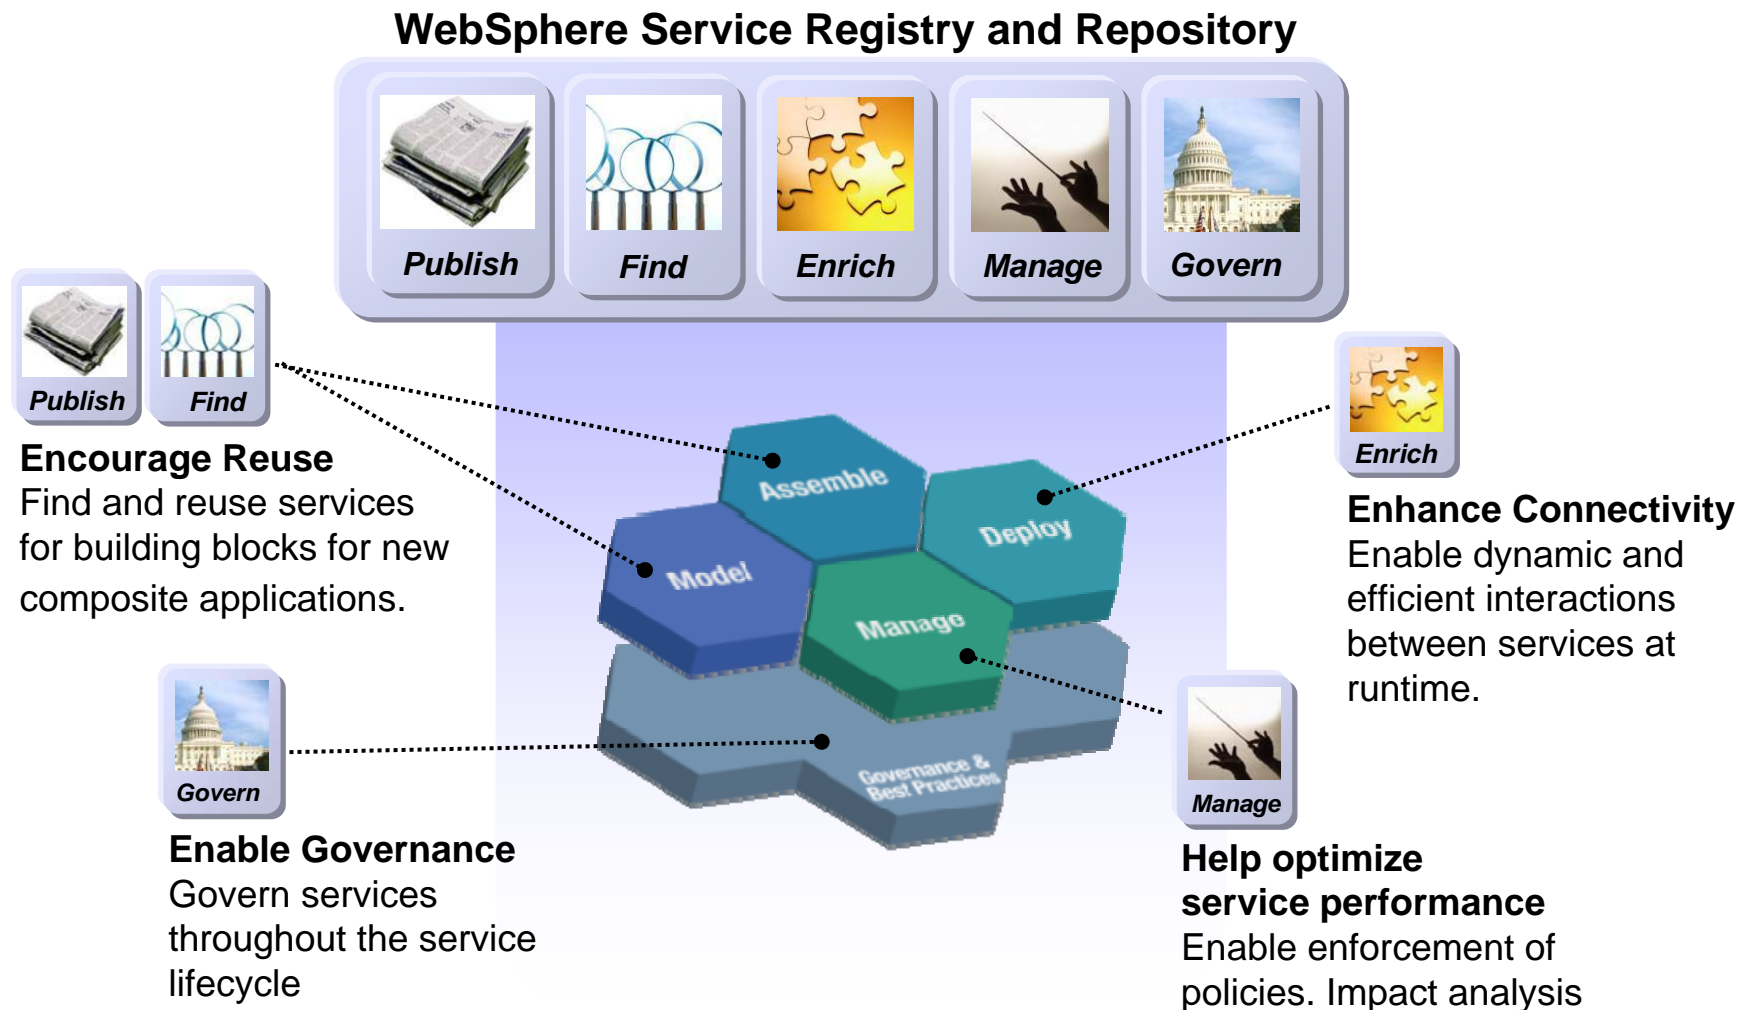 WebSphere Service Registry and Repository
Publish
Find
Enrich
Manage
Govern
Publish
Find
Encourage Reuse
Find and reuse services
for building blocks for new
composite applications.
Enrich
Enhance Connectivity
Enable dynamic and
efficient interactions
between services at
runtime.
Assemble
Deploy
Model
Manage
Governance &
Best Practices
Govern
Enable Governance
Govern services
throughout the service
lifecycle
Manage
Help optimize
service performance
Enable enforcement of
policies. Impact analysis